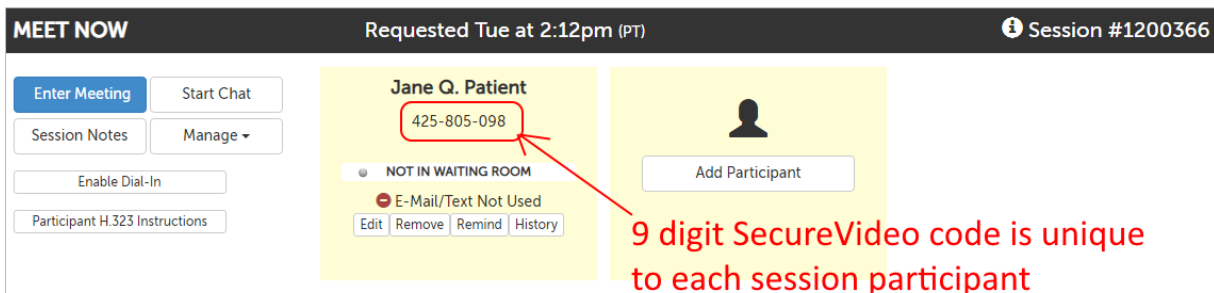 MEET NOW Requested Tue at 2:12pm (PT) Session #1200366
Enter Meeting Start Chat
Session Notes Manage
Enable Dial-In
Participant H.323 Instructions
Jane Q. Patient
425-805-098
NOT IN WAITING ROOM
E-Mail/Text Not Used
Edit Remove Remind History
Add Participant
9 digit SecureVideo code is unique
to each session participant